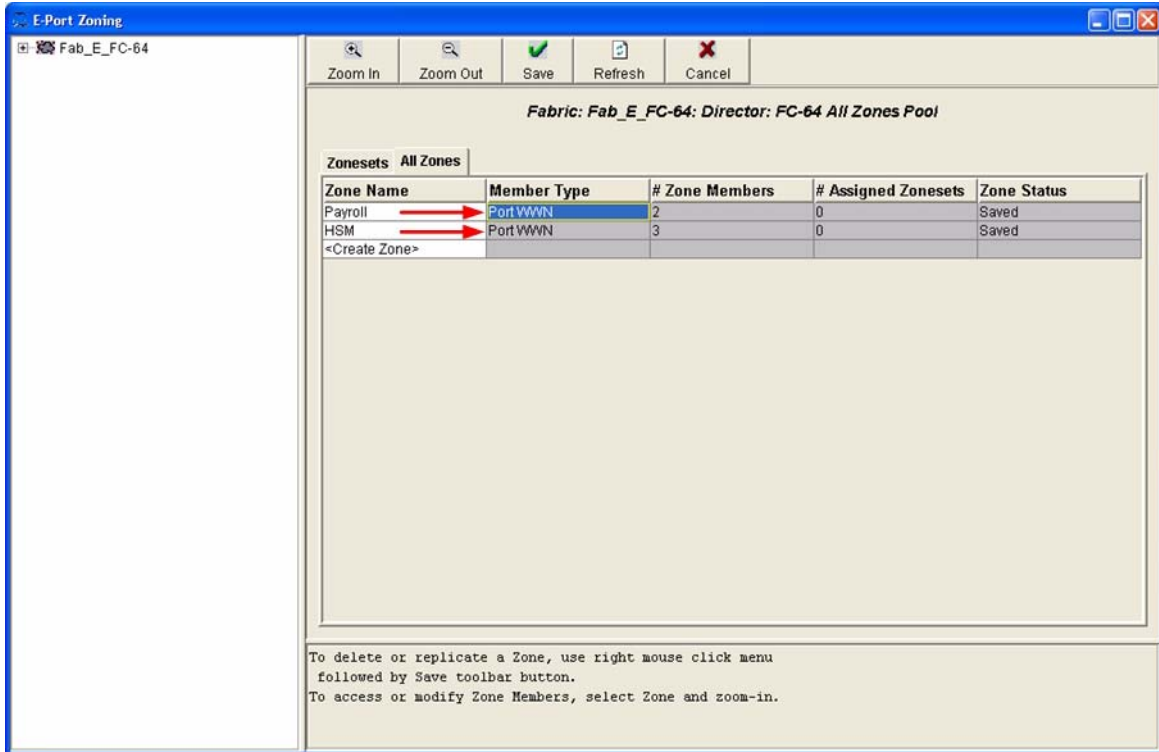 E-Port Zoning
Fab_E_FC-64
Zoom In Zoom Out Save Refresh Cancel
Fabric: Fab_E_FC-64: Director: FC-64 All Zones Pool
Zonesets All Zones
Zone Name Member Type # Zone Members # Assigned Zonesets Zone Status
Payroll Port WWN 2 0 Saved
HSM Port WWN 3 0 Saved
<Create Zone>
To delete or replicate a Zone, use right mouse click menu
followed by Save toolbar button.
To access or modify Zone Members, select Zone and zoom-in.